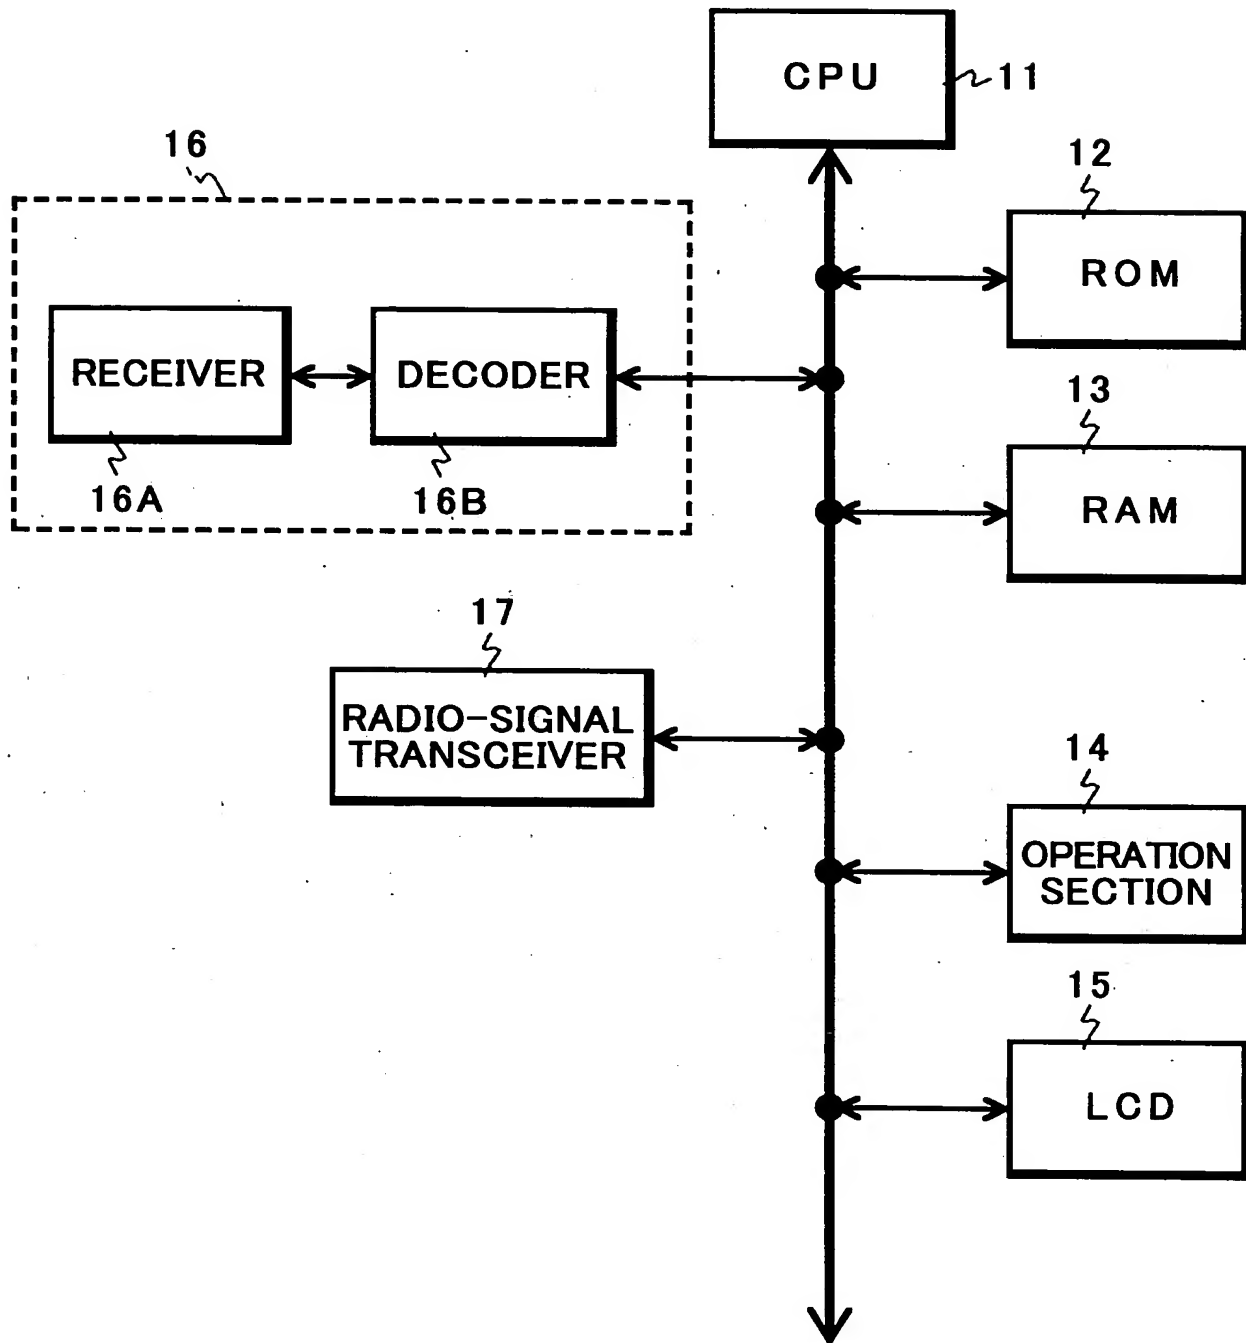 CPU
11
16
12
ROM
RECEIVER
DECODER
16A
16B
13
RAM
17
RADIO-SIGNAL
TRANSCEIVER
14
OPERATION
SECTION
15
LCD